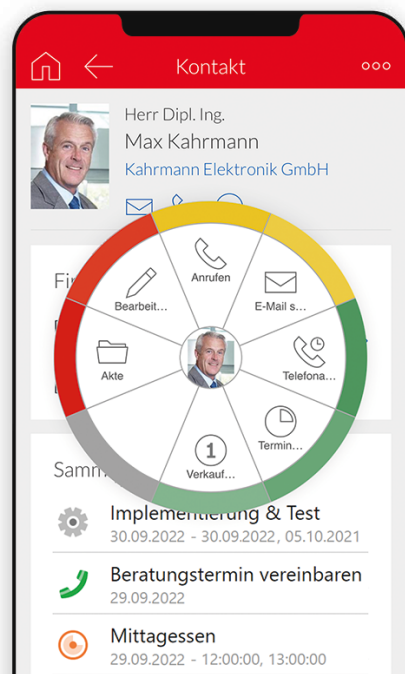 Kontakt
Herr Dipl. Ing.
Max Kahrmann
Kahrmann Elektronik GmbH
Anrufen
Bearbeit...
E-Mail s...
Akte
Telefona...
Termin...
1
Verkauf...
Implementierung & Test
30.09.2022 - 30.09.2022, 05.10.2021
Beratungstermin vereinbaren
29.09.2022
Mittagessen
29.09.2022 - 12:00:00, 13:00:00